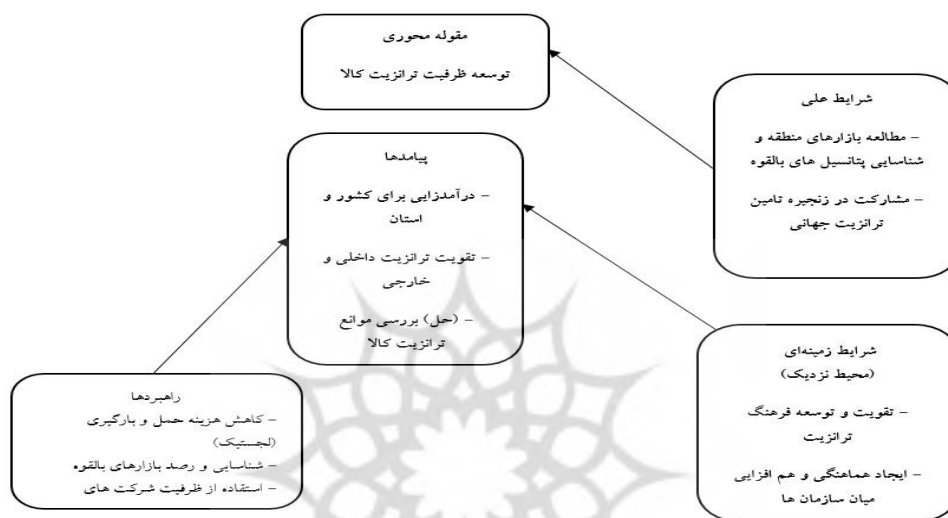 مقوله محوری
توسعه ظرفیت ترانزیت کالا
شرایط علی
– مطالعه بازارهای منطقه و
شناسایی پتانسیل های بالقوه
– مشارکت در زنجیره تامین
ترانزیت جهانی
پیامدها
– درآمدزایی برای کشور و
استان
– تقویت ترانزیت داخلی و
خارجی
– (حل) بررسی موانع
ترانزیت کالا
شرایط زمینه‌ای
(محیط نزدیک)
– تقویت و توسعه فرهنگ
ترانزیت
– ایجاد هماهنگی و هم افزایی
میان سازمان ها
راهبردها
– کاهش هزینه حمل و بارگیری
(لجستیک)
– شناسایی و رصد بازارهای بالقوه
– استفاده از ظرفیت شرکت های